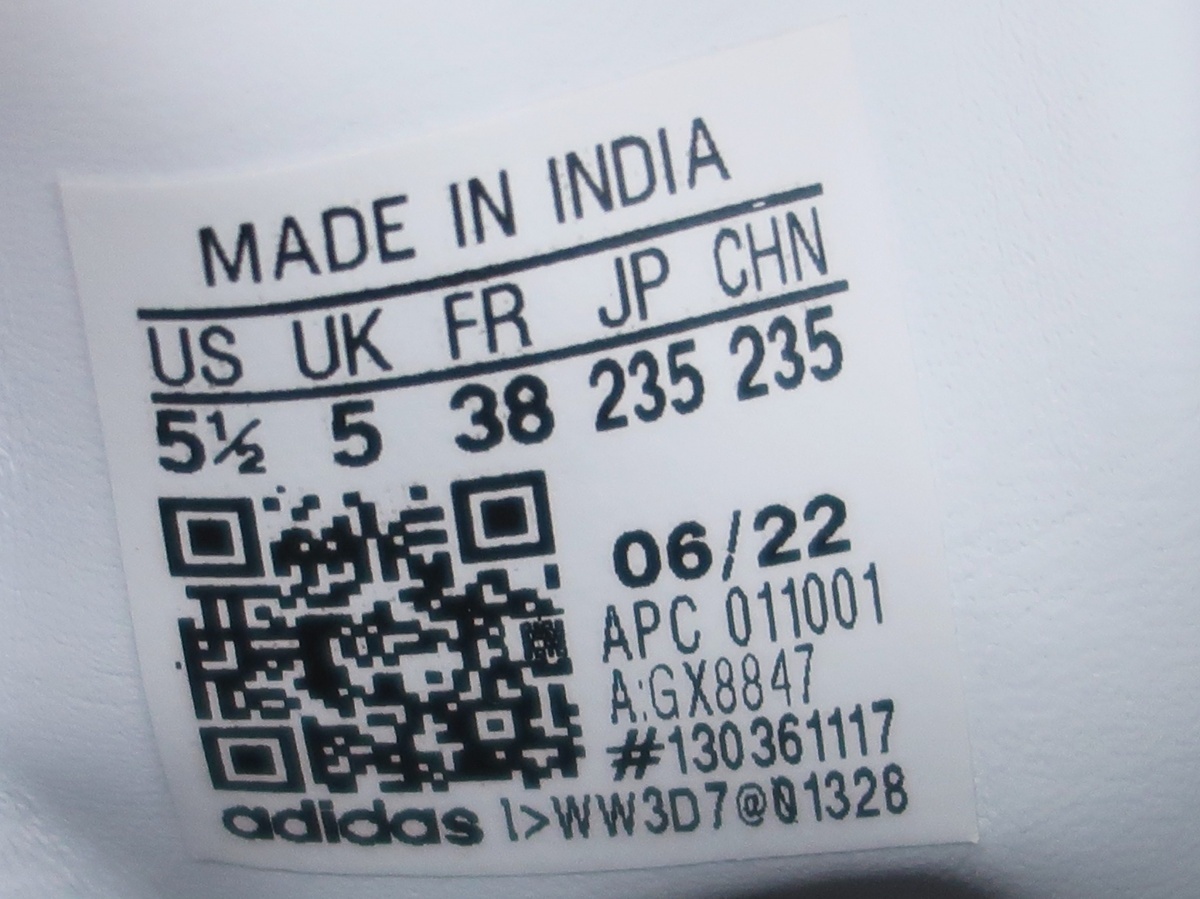 MADE IN INDIA
US UK FR JP CHN
5½ 5 38 235 235
06/22
APC 011001
A:GX8847
#130361117
adidas 1>WW3D7@01328